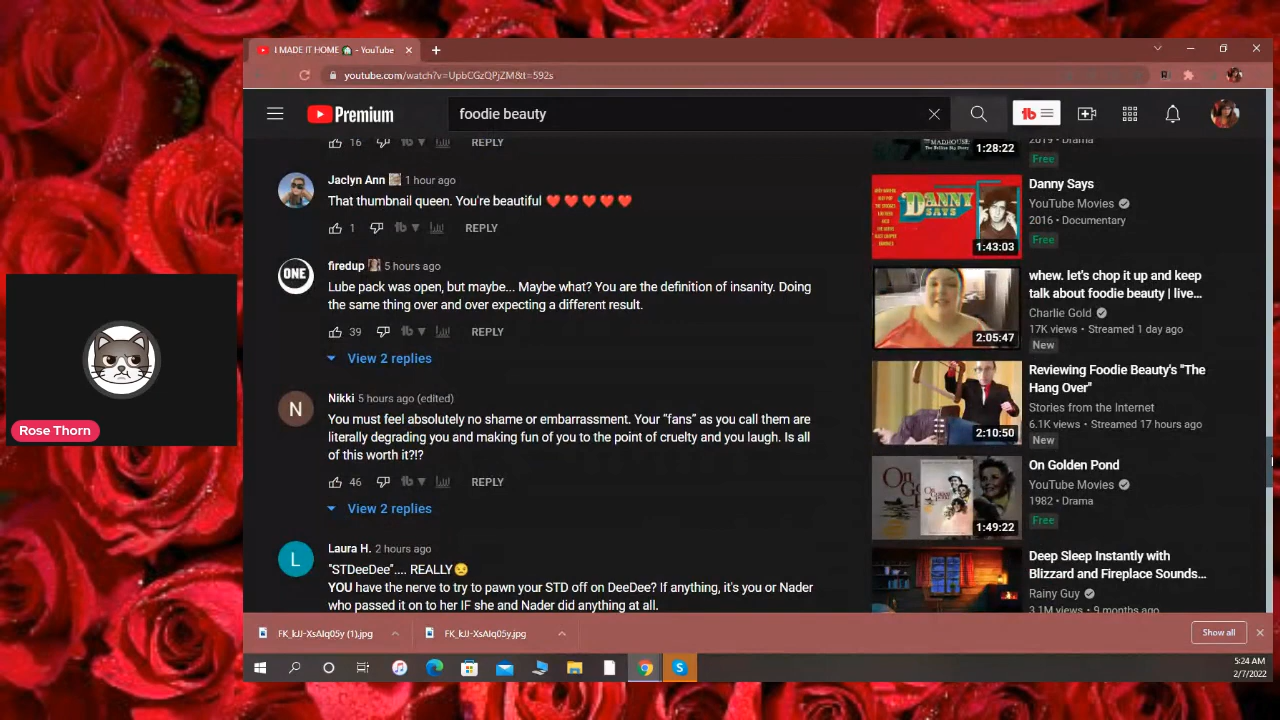 I MADE IT HOME 🏠 - YouTube
youtube.com/watch?v=UpbCGzQPjZM&t=592s
Premium
foodie beauty
tb
16
REPLY
Jaclyn Ann 1 hour ago
That thumbnail queen. You're beautiful ❤❤❤❤❤
1
tb
REPLY
ONE
firedup 5 hours ago
Lube pack was open, but maybe... Maybe what? You are the definition of insanity. Doing
the same thing over and over expecting a different result.
39
tb
REPLY
View 2 replies
N
Nikki 5 hours ago (edited)
You must feel absolutely no shame or embarrassment. Your “fans” as you call them are
literally degrading you and making fun of you to the point of cruelty and you laugh. Is all
of this worth it?!?
46
tb
REPLY
View 2 replies
L
Laura H. 2 hours ago
"STDeeDee".... REALLY😒
YOU have the nerve to try to pawn your STD off on DeeDee? If anything, it's you or Nader
who passed it on to her IF she and Nader did anything at all.
MADHOUSE
1:28:22
2019 • Drama
Free
DANNY
SAYS
1:43:03
Danny Says
YouTube Movies
2016 • Documentary
Free
2:05:47
whew. let's chop it up and keep
talk about foodie beauty | live...
Charlie Gold
17K views • Streamed 1 day ago
New
2:10:50
Reviewing Foodie Beauty's "The
Hang Over"
Stories from the Internet
6.1K views • Streamed 17 hours ago
New
1:49:22
On Golden Pond
YouTube Movies
1982 • Drama
Free
Deep Sleep Instantly with
Blizzard and Fireplace Sounds...
Rainy Guy
3.1M views • 9 months ago
Rose Thorn
FK_kJJ-XsAIq05y (1).jpg
FK_kJJ-XsAIq05y.jpg
Show all
5:24 AM
2/7/2022